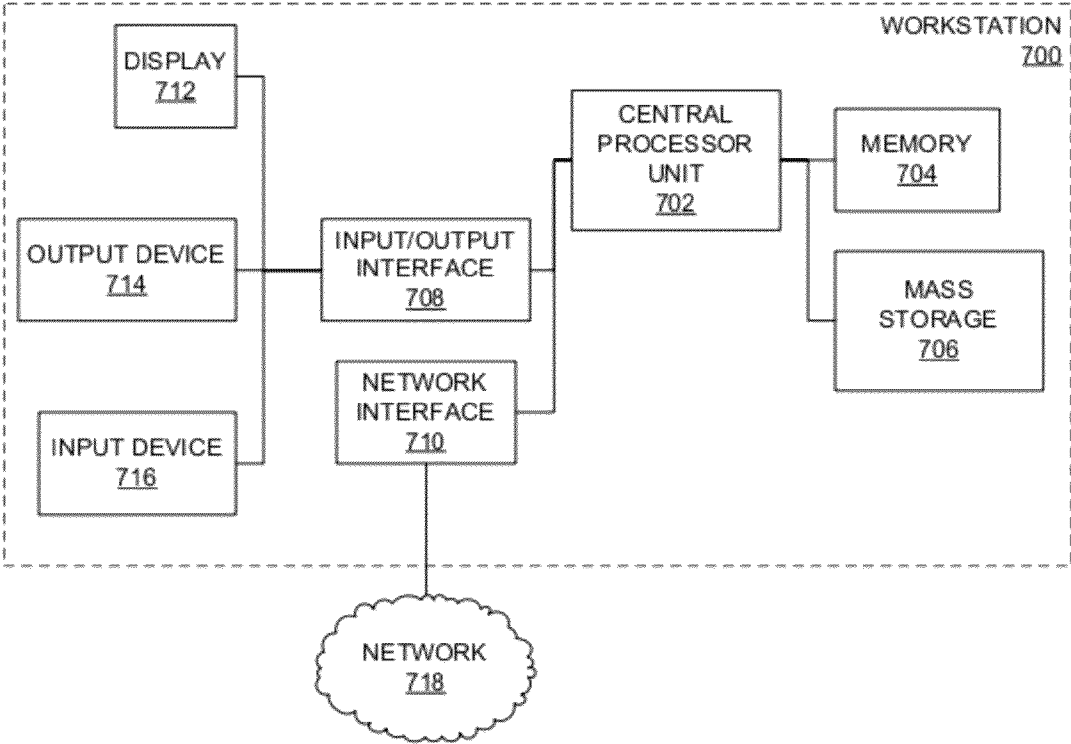 WORKSTATION
700
DISPLAY
712
CENTRAL
PROCESSOR
UNIT
702
MEMORY
704
OUTPUT DEVICE
714
INPUT/OUTPUT
INTERFACE
708
MASS
STORAGE
706
NETWORK
INTERFACE
710
INPUT DEVICE
716
NETWORK
718